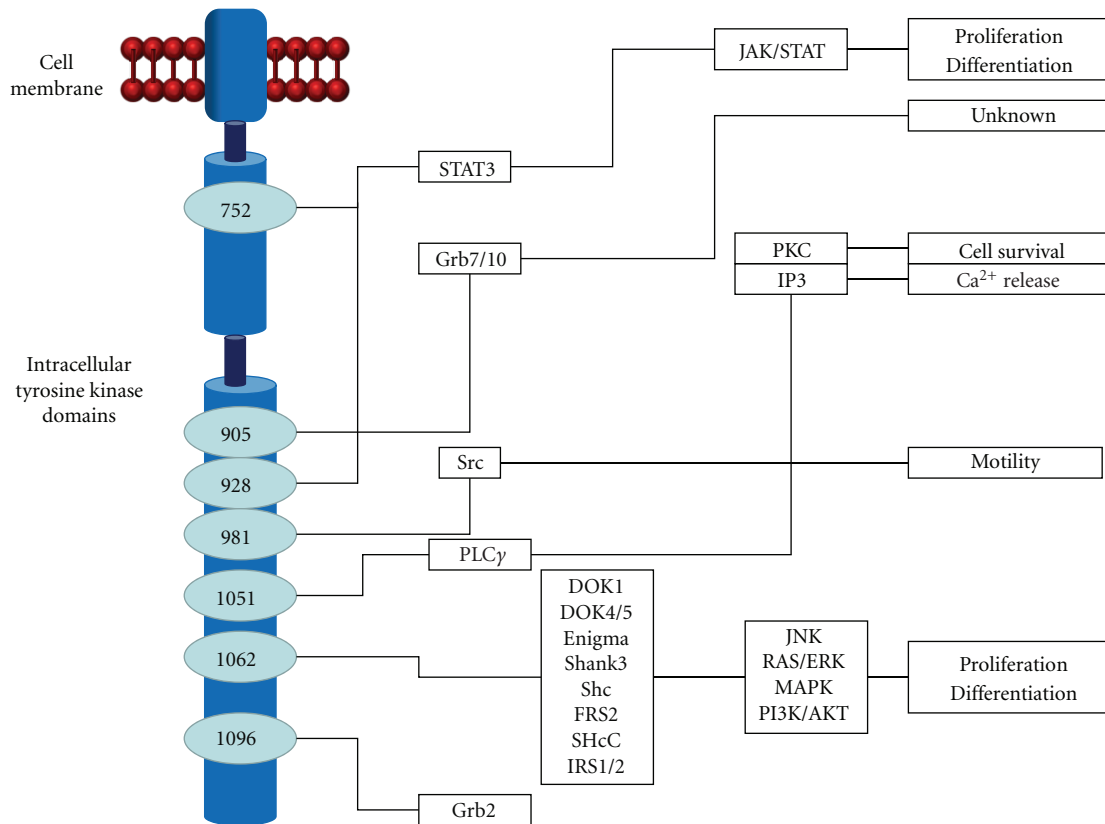 Cell
membrane
JAK/STAT
Proliferation
Differentiation
Unknown
STAT3
752
Grb7/10
PKC
Cell survival
IP3
Ca²⁺ release
Intracellular
tyrosine kinase
domains
905
Src
Motility
928
981
PLCγ
1051
DOK1
DOK4/5
Enigma
Shank3
Shc
FRS2
SHcC
IRS1/2
JNK
RAS/ERK
MAPK
PI3K/AKT
Proliferation
Differentiation
1062
1096
Grb2